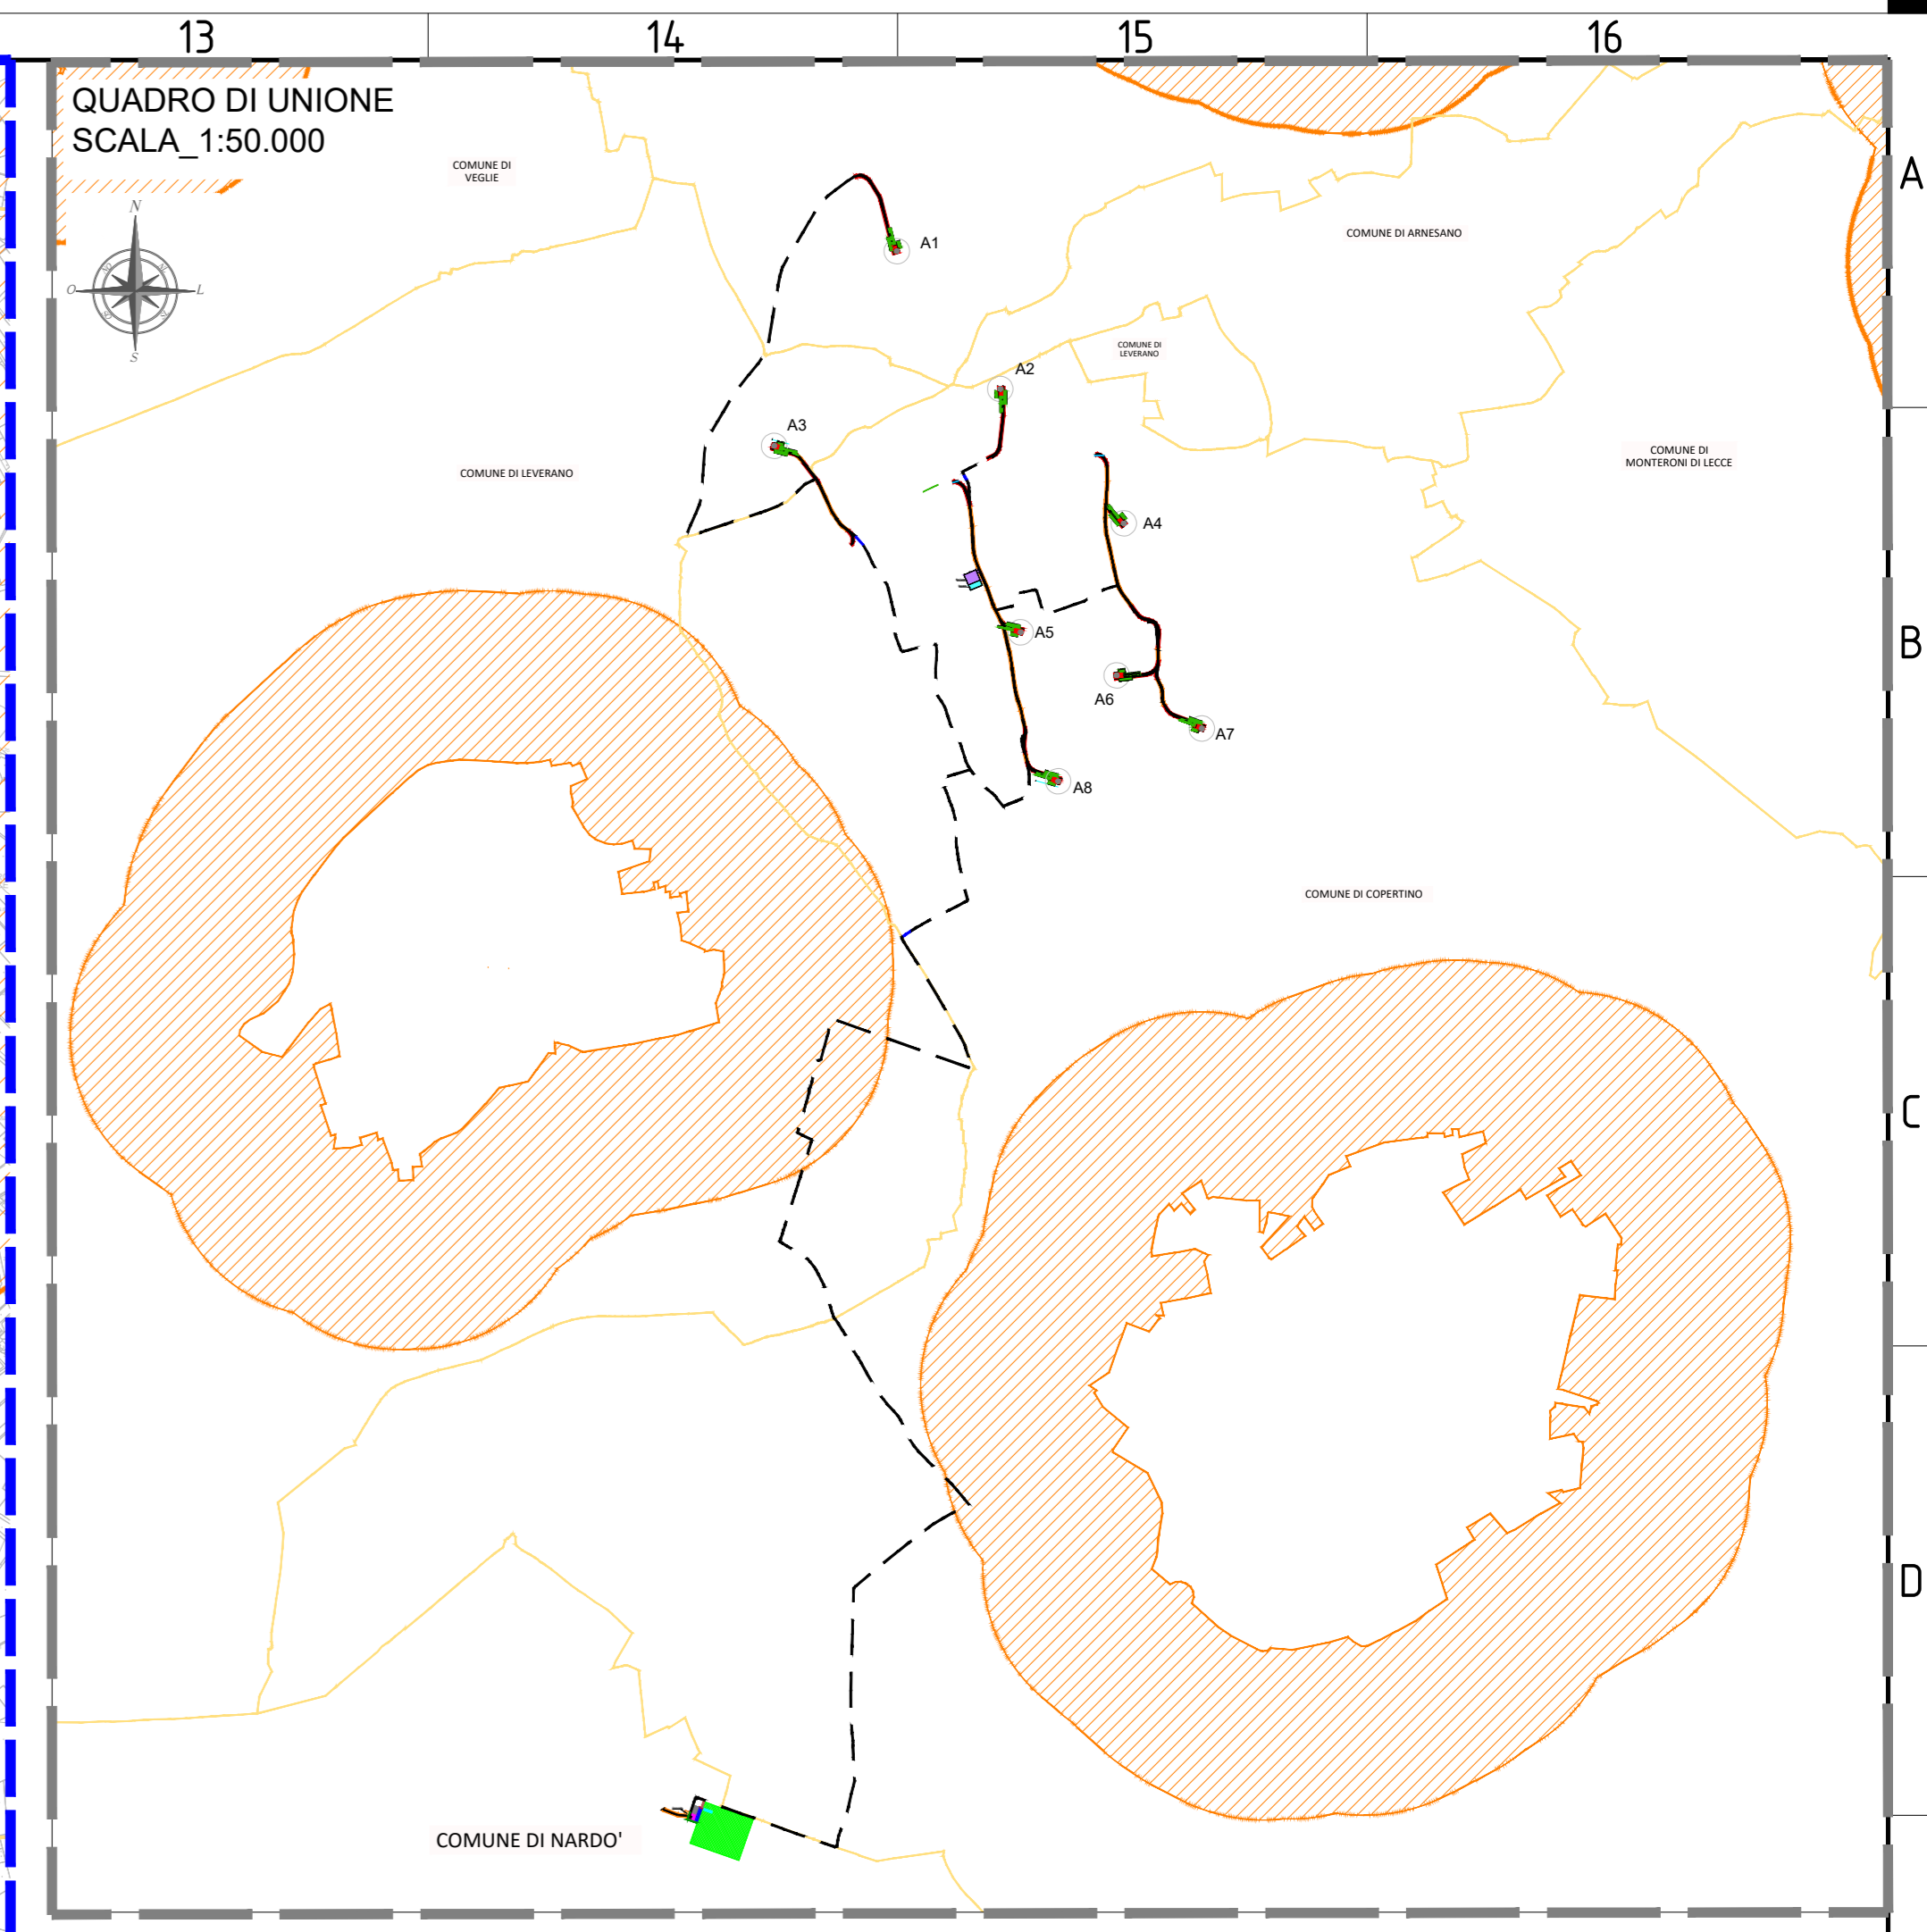 13 14 15 16
QUADRO DI UNIONE
SCALA_1:50.000
COMUNE DI
VEGLIE
A
N
O L
S
A1
COMUNE DI ARNESANO
COMUNE DI
LEVERANO
A2
A3
COMUNE DI LEVERANO
COMUNE DI
MONTERONI DI LECCE
A4
A5
B
A6
A7
A8
COMUNE DI COPERTINO
C
D
COMUNE DI NARDO'